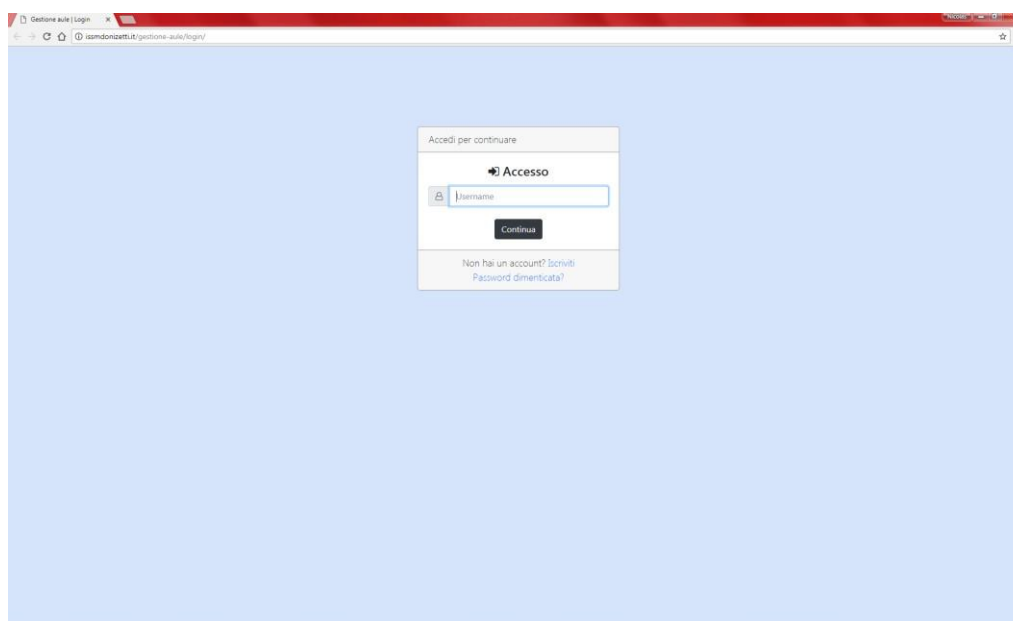 Gestione aule | Login
issmdonizetti.it/gestione-aule/login/
Accedi per continuare
Accesso
Username
Continua
Non hai un account? Iscriviti
Password dimenticata?